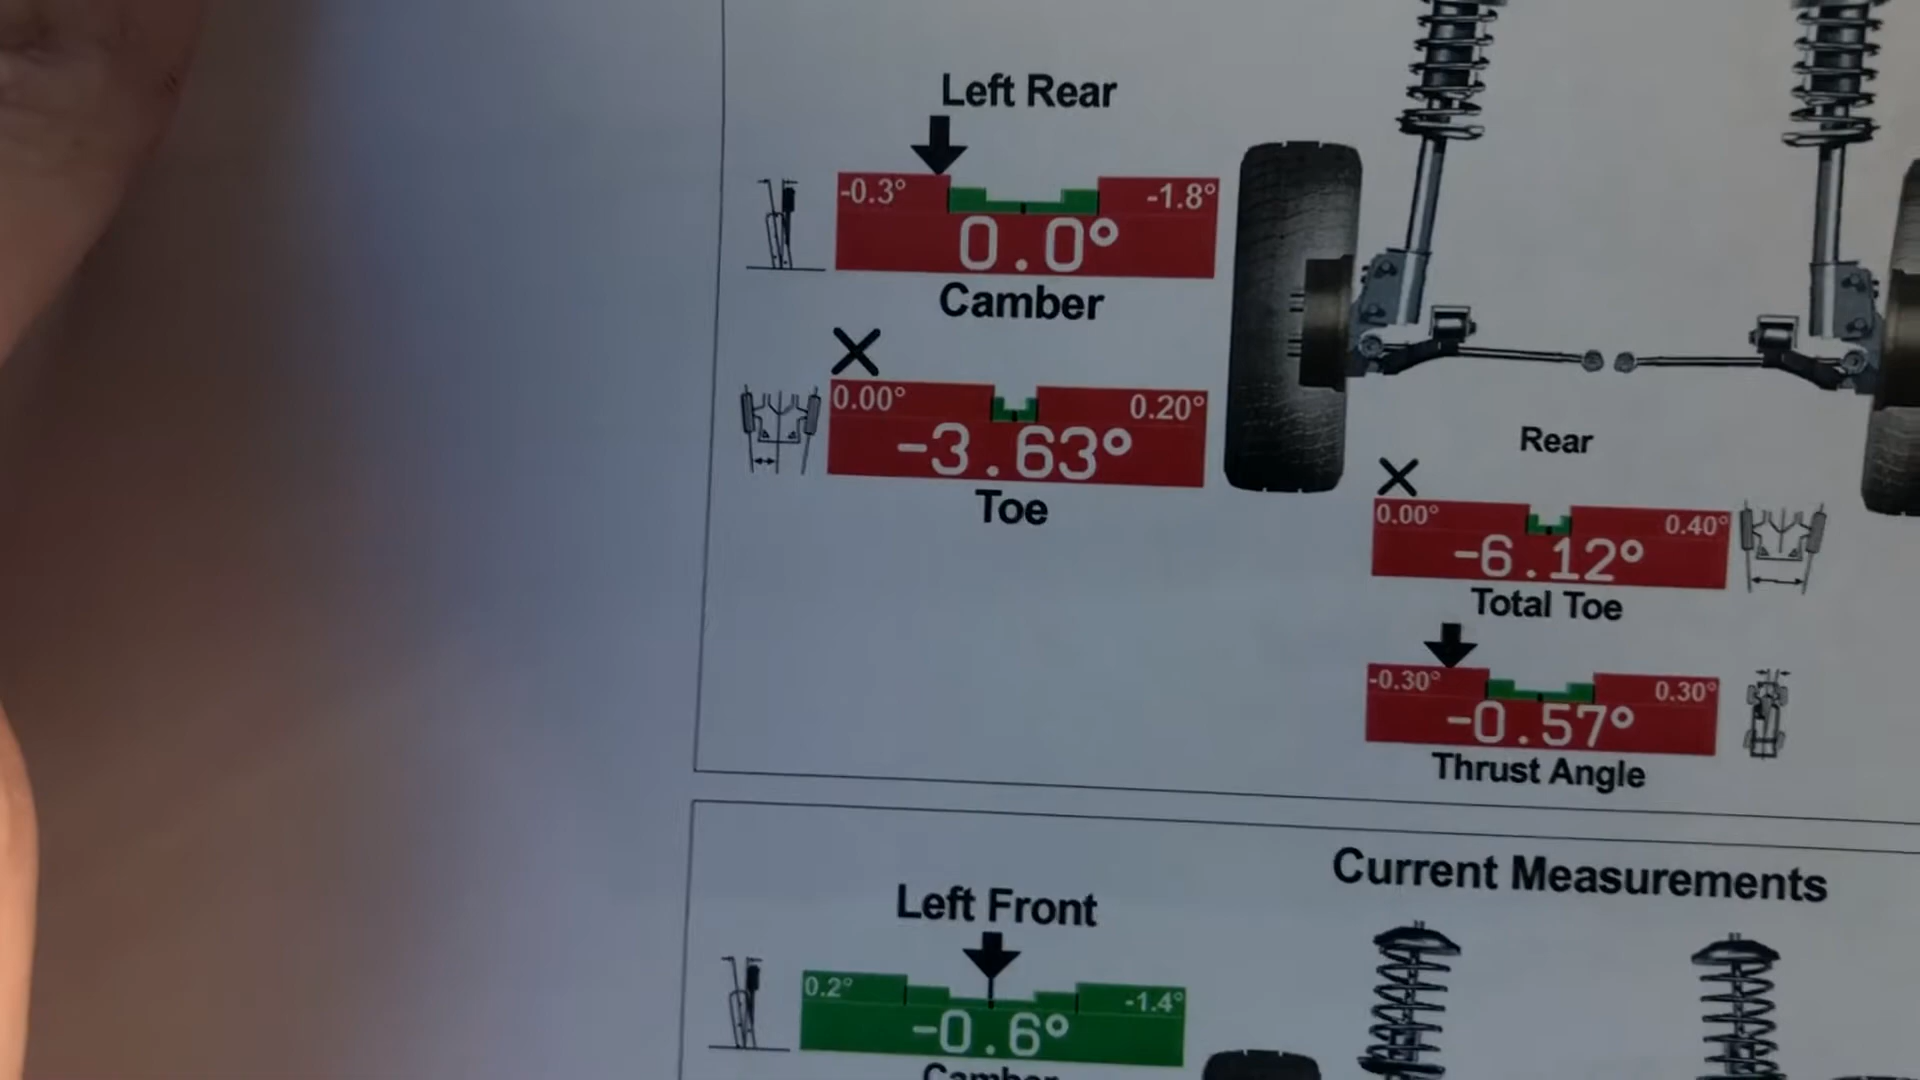 Left Rear
-0.3° -1.8°
0.0°
Camber
0.00° 0.20°
-3.63°
Toe
Rear
0.00° 0.40°
-6.12°
Total Toe
-0.30° 0.30°
-0.57°
Thrust Angle
Current Measurements
Left Front
0.2° -1.4°
-0.6°
Camber